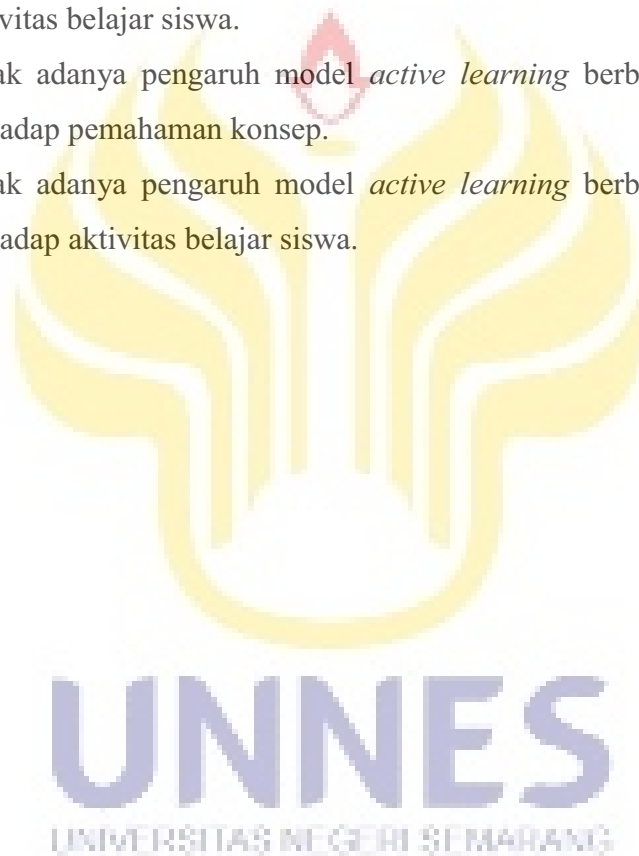 vitas belajar siswa.
ak adanya pengaruh model active learning berb
adap pemahaman konsep.
ak adanya pengaruh model active learning berb
adap aktivitas belajar siswa.
UNNES
UNIVERSITAS NEGERI SEMARANG